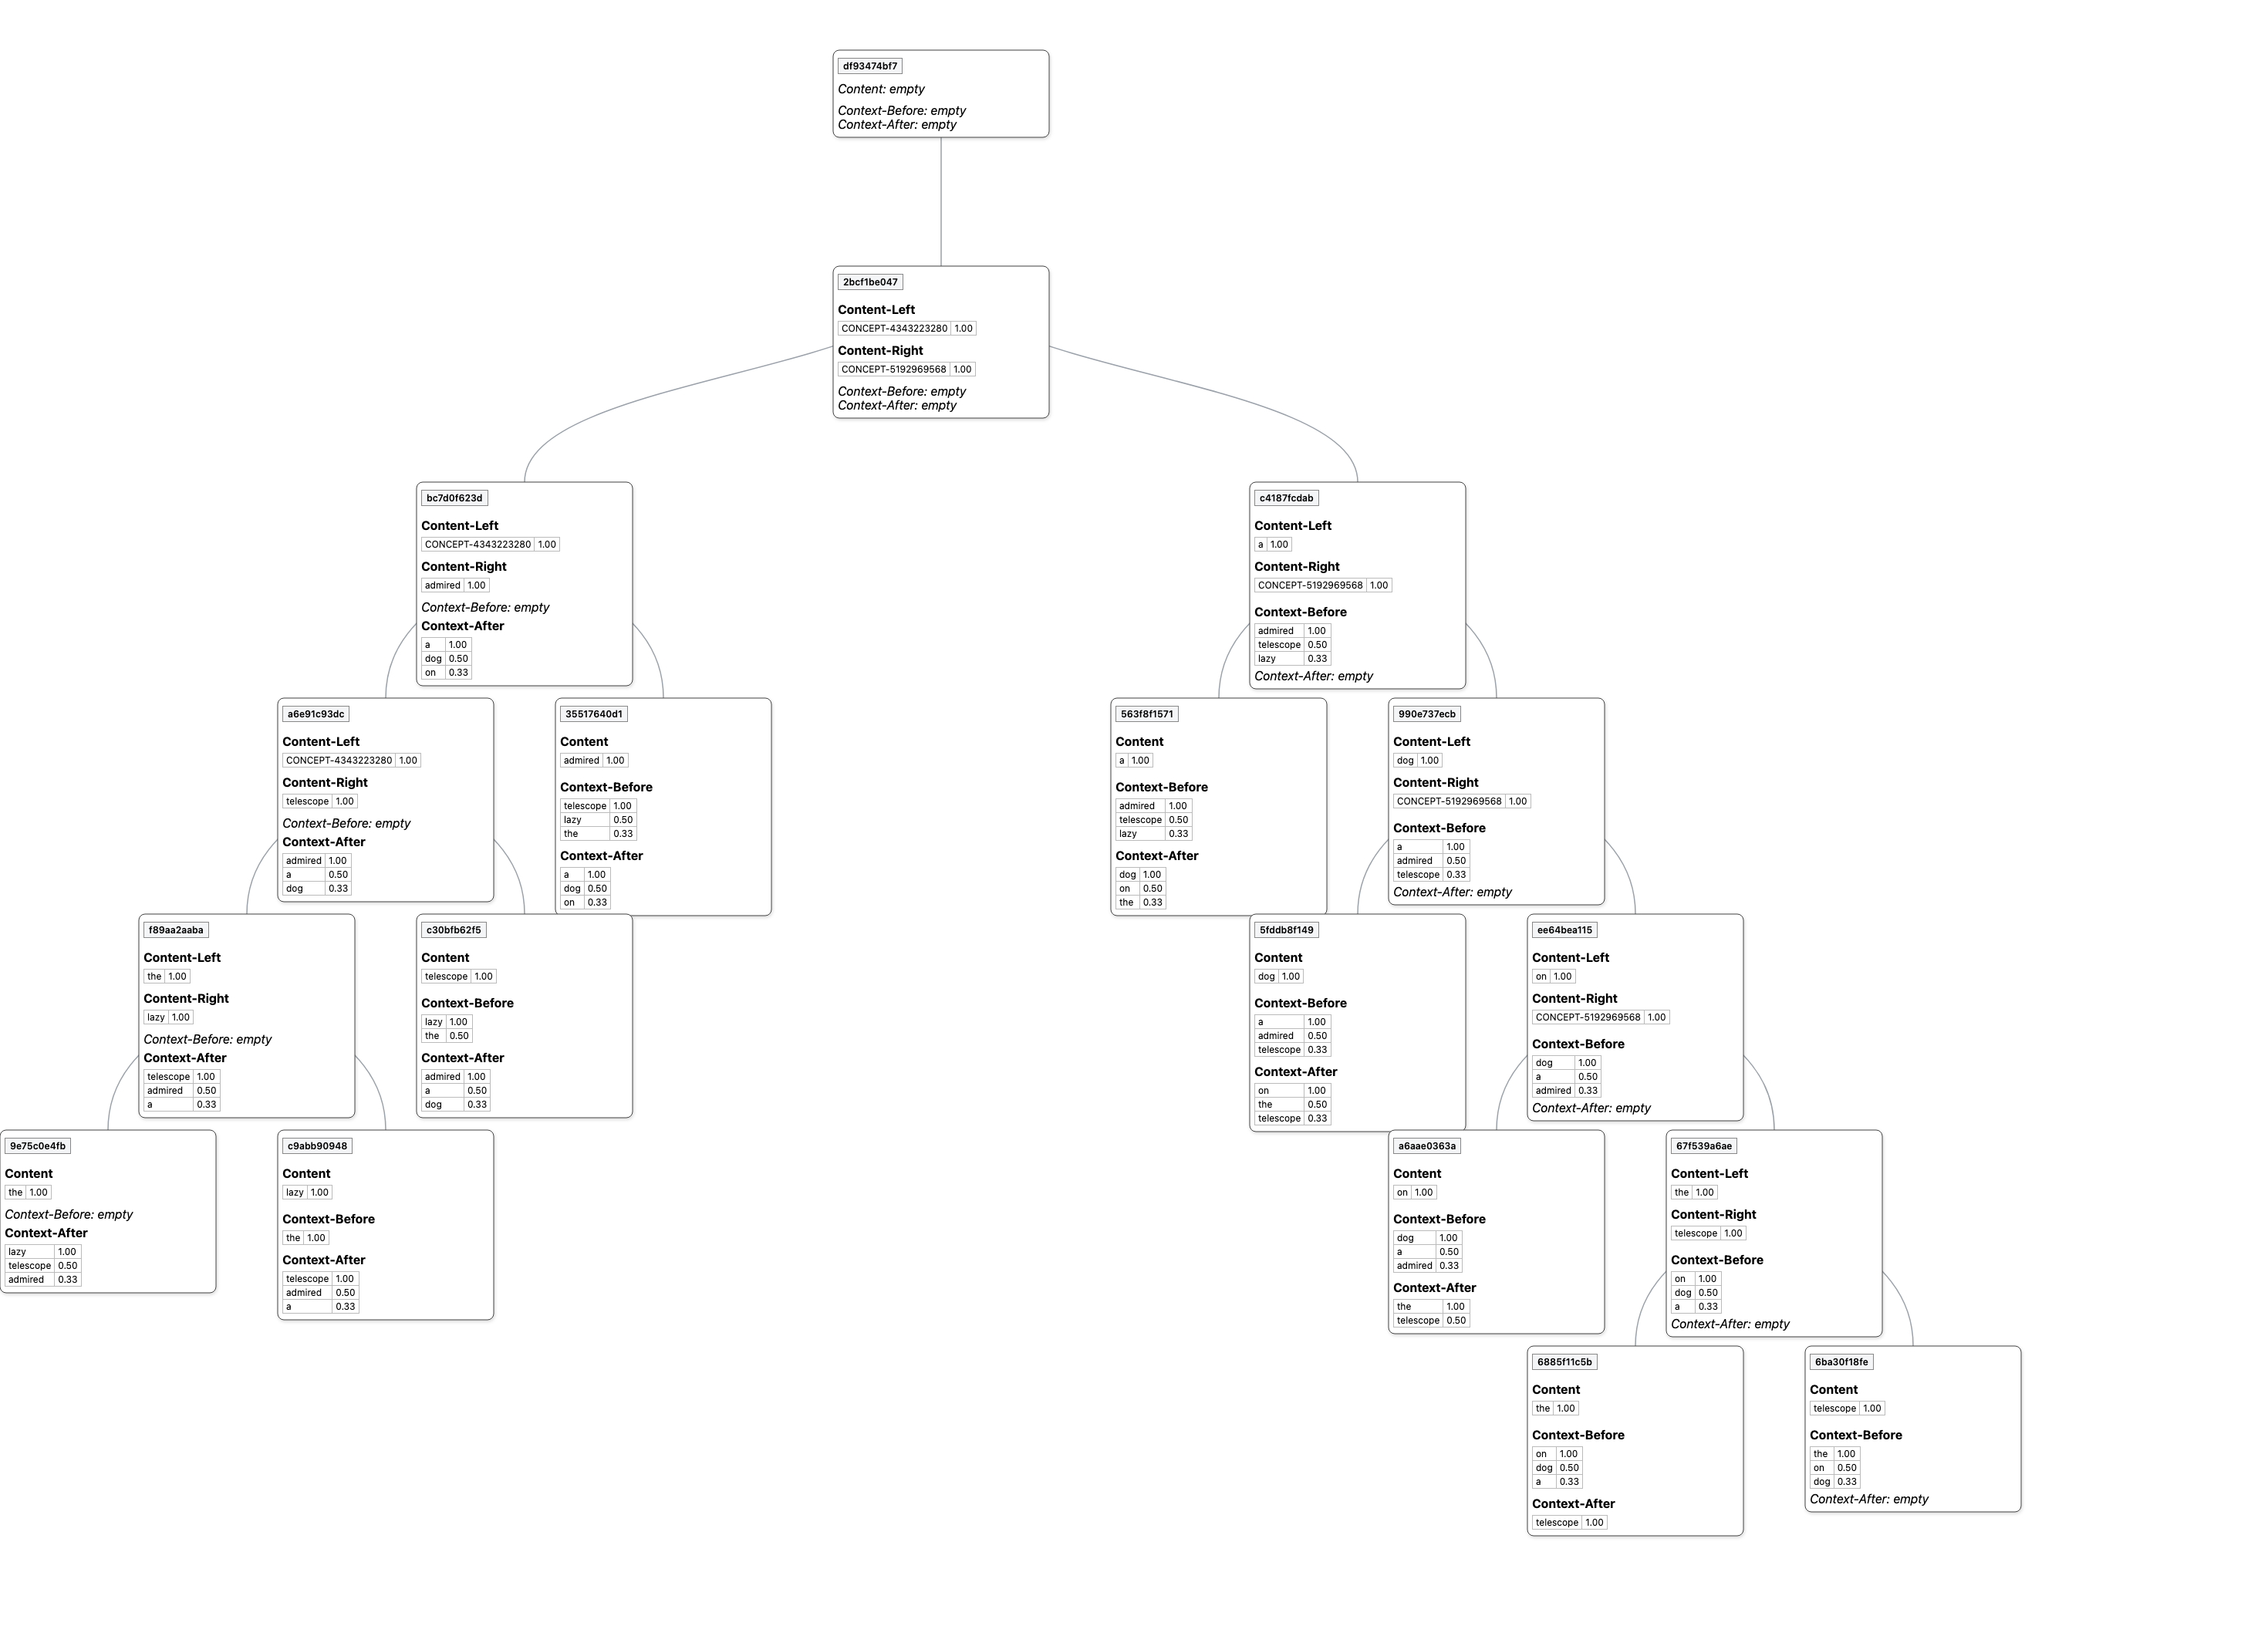 df93474bf7
Content: empty
Context-Before: empty
Context-After: empty
2bcf1be047
Content-Left
CONCEPT-4343223280 1.00
Content-Right
CONCEPT-5192969568 1.00
Context-Before: empty
Context-After: empty
bc7d0f623d
Content-Left
CONCEPT-4343223280 1.00
Content-Right
admired 1.00
Context-Before: empty
Context-After
a 1.00
dog 0.50
on 0.33
c4187fcdab
Content-Left
a 1.00
Content-Right
CONCEPT-5192969568 1.00
Context-Before
admired 1.00
telescope 0.50
lazy 0.33
Context-After: empty
a6e91c93dc
Content-Left
CONCEPT-4343223280 1.00
Content-Right
telescope 1.00
Context-Before: empty
Context-After
admired 1.00
a 0.50
dog 0.33
35517640d1
Content
admired 1.00
Context-Before
telescope 1.00
lazy 0.50
the 0.33
Context-After
a 1.00
dog 0.50
on 0.33
563f8f1571
Content
a 1.00
Context-Before
admired 1.00
telescope 0.50
lazy 0.33
Context-After
dog 1.00
on 0.50
the 0.33
990e737ecb
Content-Left
dog 1.00
Content-Right
CONCEPT-5192969568 1.00
Context-Before
a 1.00
admired 0.50
telescope 0.33
Context-After: empty
f89aa2aaba
Content-Left
the 1.00
Content-Right
lazy 1.00
Context-Before: empty
Context-After
telescope 1.00
admired 0.50
a 0.33
c30bfb62f5
Content
telescope 1.00
Context-Before
lazy 1.00
the 0.50
Context-After
admired 1.00
a 0.50
dog 0.33
5fddb8f149
Content
dog 1.00
Context-Before
a 1.00
admired 0.50
telescope 0.33
Context-After
on 1.00
the 0.50
telescope 0.33
ee64bea115
Content-Left
on 1.00
Content-Right
CONCEPT-5192969568 1.00
Context-Before
dog 1.00
a 0.50
admired 0.33
Context-After: empty
9e75c0e4fb
Content
the 1.00
Context-Before: empty
Context-After
lazy 1.00
telescope 0.50
admired 0.33
c9abb90948
Content
lazy 1.00
Context-Before
the 1.00
Context-After
telescope 1.00
admired 0.50
a 0.33
a6aae0363a
Content
on 1.00
Context-Before
dog 1.00
a 0.50
admired 0.33
Context-After
the 1.00
telescope 0.50
67f539a6ae
Content-Left
the 1.00
Content-Right
telescope 1.00
Context-Before
on 1.00
dog 0.50
a 0.33
Context-After: empty
6885f11c5b
Content
the 1.00
Context-Before
on 1.00
dog 0.50
a 0.33
Context-After
telescope 1.00
6ba30f18fe
Content
telescope 1.00
Context-Before
the 1.00
on 0.50
dog 0.33
Context-After: empty